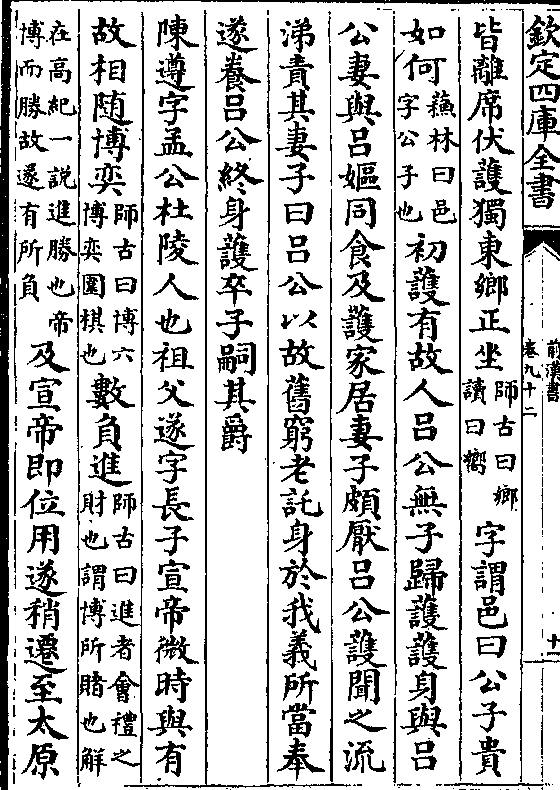 欽定四庫全書
前漢書
卷九十二
十一
皆離席伏護獨東鄉正坐師古曰鄉讀曰嚮字謂邑曰公子貴
如何蘇林曰邑字公子也初護有故人呂公無子歸護護身與呂
公妻與呂嫗同食及護家居妻子頗厭呂公護聞之流
涕責其妻子曰呂公以故舊窮老託身於我義所當奉
遂養呂公終身護卒子嗣其爵
陳遵字孟公杜陵人也祖父遂字長子宣帝微時與有
故相隨博奕師古曰博六博奕圍棋也數負進師古曰進者會禮之財也謂博所賭也解
在高紀一說進勝也帝博而勝故遂有所負及宣帝即位用遂稍遷至太原